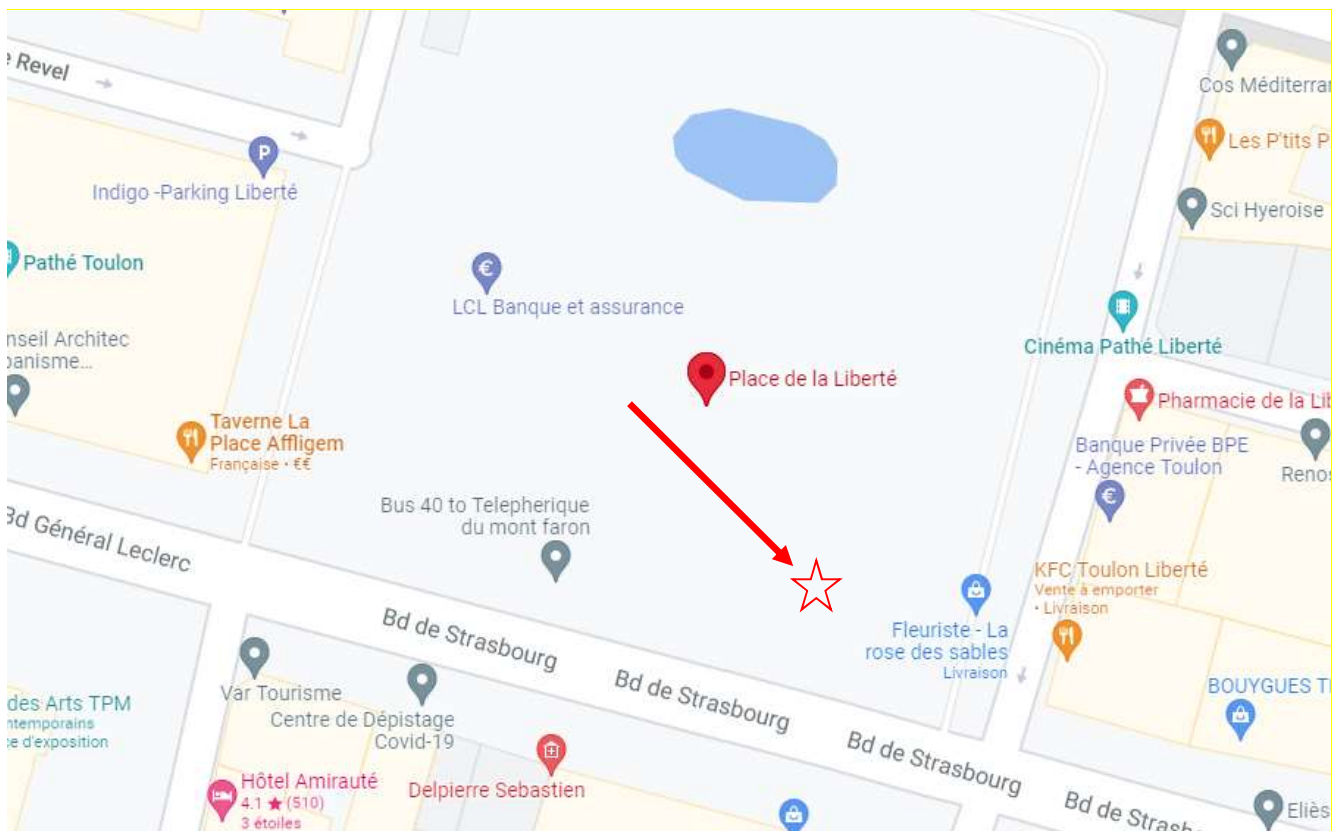 Revel
Cos Méditerra
Les P'tits P
P
Indigo -Parking Liberté
Sci Hyeroise
Pathé Toulon
€
LCL Banque et assurance
nseil Architec
banisme...
Cinéma Pathé Liberté
Place de la Liberté
Pharmacie de la Lib
Taverne La
Place Affligem
Française · €€
Banque Privée BPE
- Agence Toulon
€
Renos
Bus 40 to Telepherique
du mont faron
Bd Général Leclerc
KFC Toulon Liberté
Vente à emporter
· Livraison
Bd de Strasbourg
Fleuriste - La
rose des sables
Livraison
Bd de Strasbourg
Var Tourisme
Centre de Dépistage
Covid-19
BOUYGUES T
des Arts TPM
ntemporains
ce d'exposition
Bd de Strasbourg
Hôtel Amirauté
4.1 ★ (510)
3 étoiles
Delpierre Sebastien
Bd de Strasb
Eliès